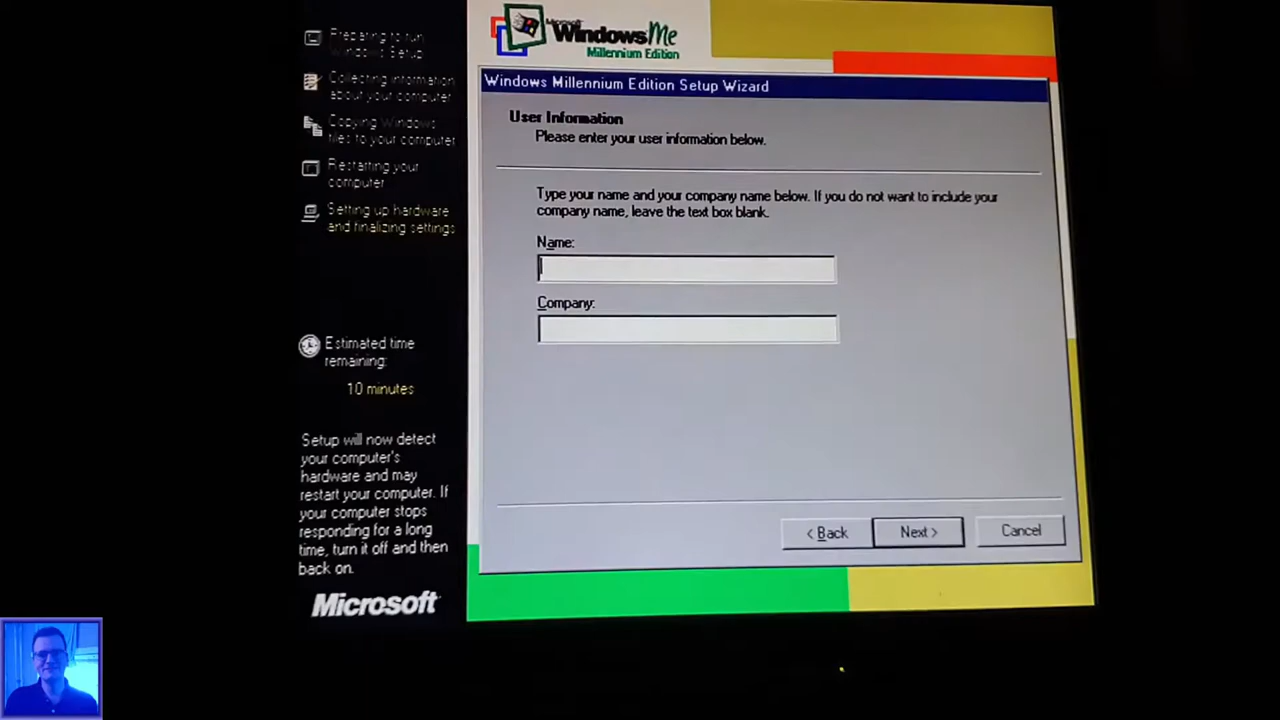 Preparing to run
Windows Setup
Collecting information
about your computer
Copying Windows
files to your computer
Restarting your
computer
Setting up hardware
and finalizing settings
Estimated time
remaining:
10 minutes
Setup will now detect
your computer's
hardware and may
restart your computer. If
your computer stops
responding for a long
time, turn it off and then
back on.
Microsoft
Microsoft
WindowsMe
Millennium Edition
Windows Millennium Edition Setup Wizard
User Information
Please enter your user information below.
Type your name and your company name below. If you do not want to include your
company name, leave the text box blank.
Name:
Company:
< Back
Next >
Cancel